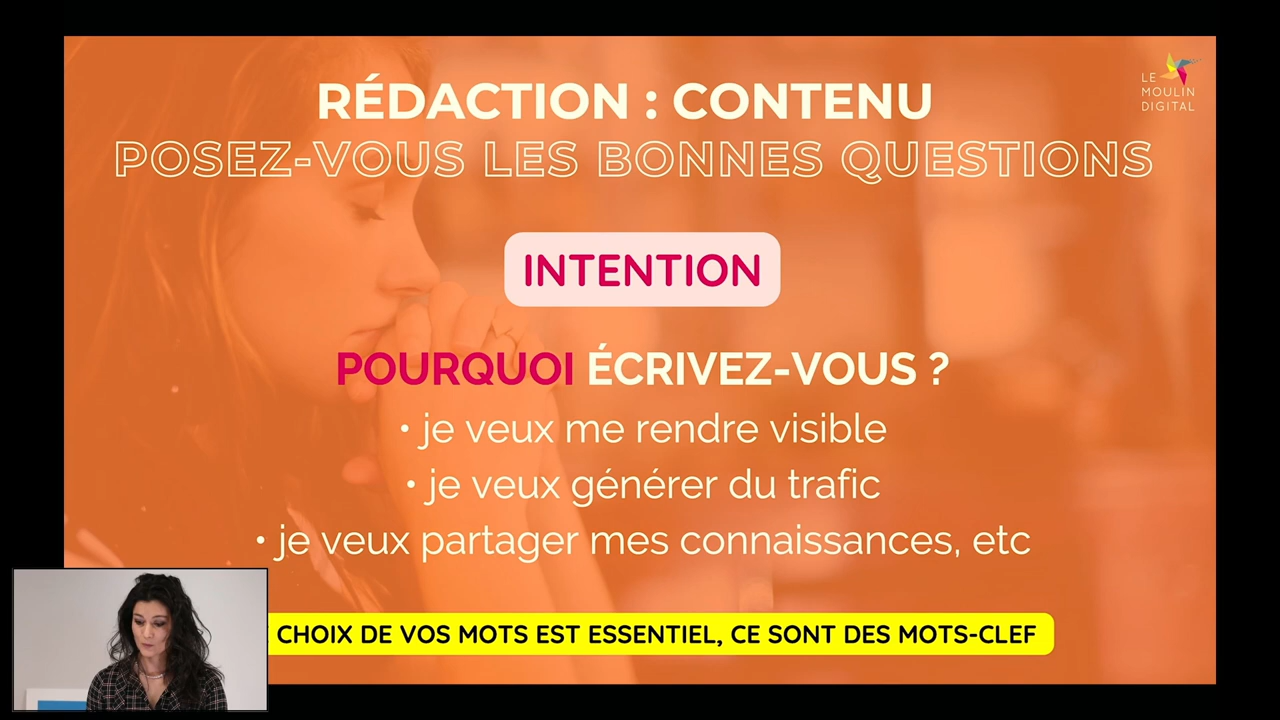 RÉDACTION : CONTENU
POSEZ-VOUS LES BONNES QUESTIONS
LE
MOULIN
DIGITAL
INTENTION
POURQUOI ÉCRIVEZ-VOUS ?
• je veux me rendre visible
• je veux générer du trafic
• je veux partager mes connaissances, etc
CHOIX DE VOS MOTS EST ESSENTIEL, CE SONT DES MOTS-CLEF